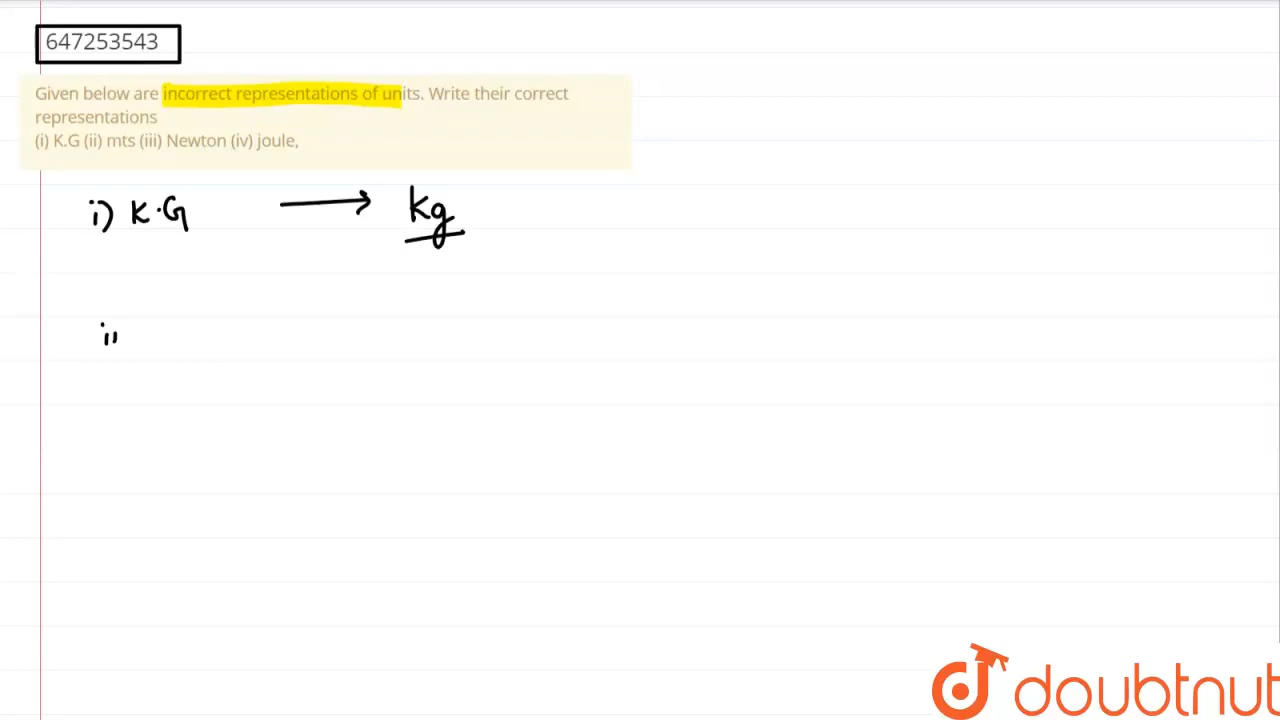 647253543
Given below are incorrect representations of units. Write their correct
representations
(i) K.G (ii) mts (iii) Newton (iv) joule,
i) K.G → kg
ii
doubtnut